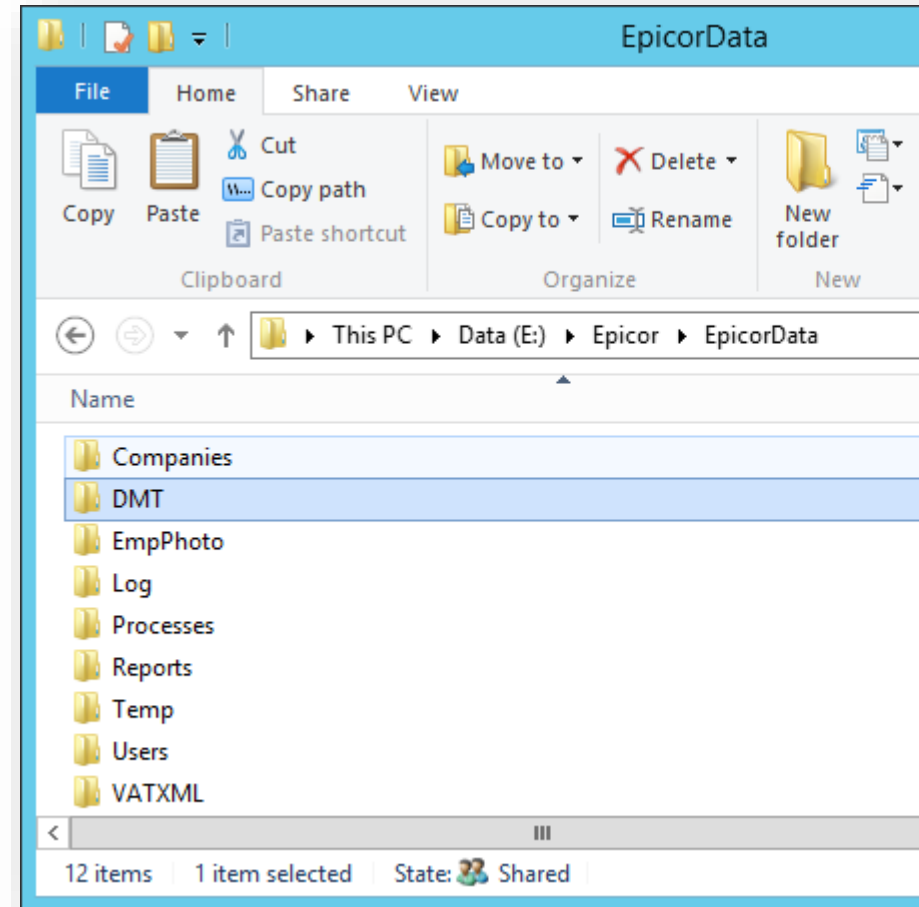 EpicorData
File Home Share View
Copy Paste Cut Copy path Paste shortcut
Move to Copy to Delete Rename
New folder
Clipboard Organize New
This PC Data (E:) Epicor EpicorData
Name
Companies
DMT
EmpPhoto
Log
Processes
Reports
Temp
Users
VATXML
12 items 1 item selected State: Shared